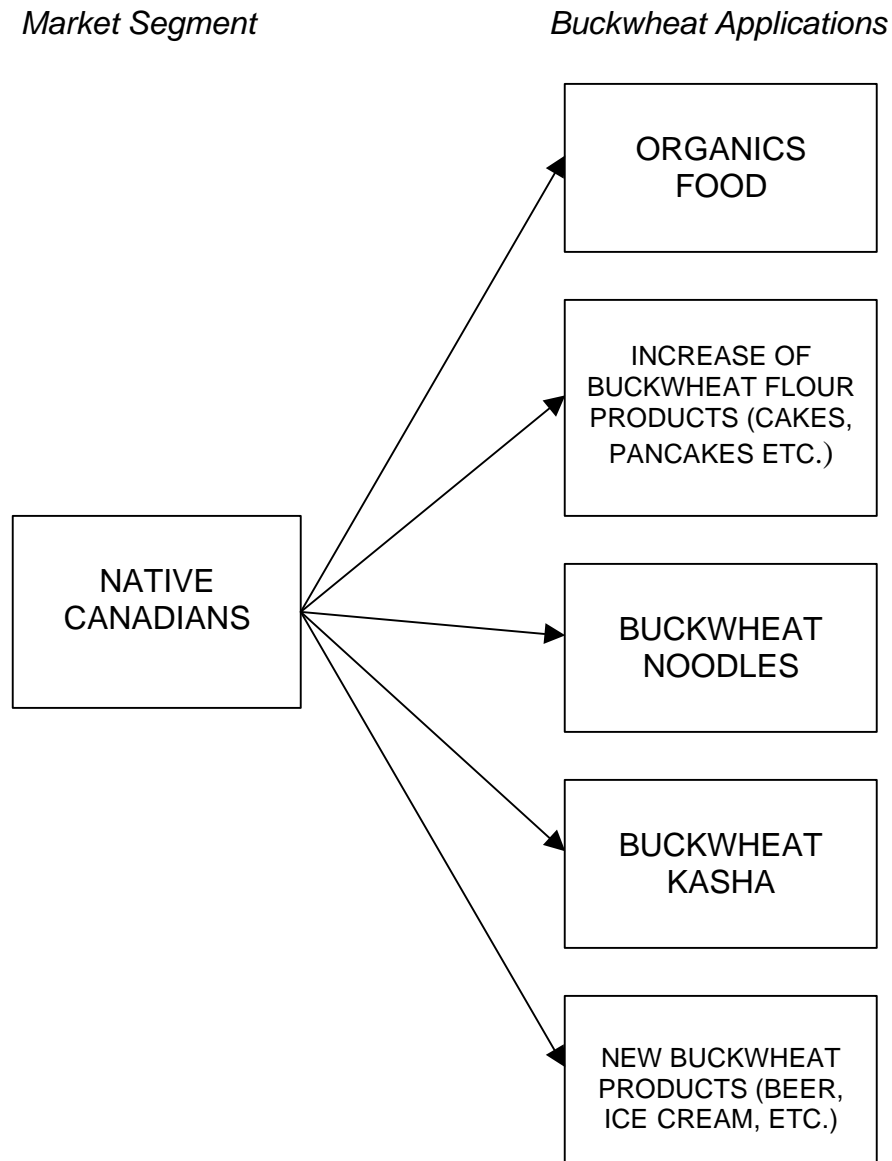 Market Segment
Buckwheat Applications
ORGANICS
FOOD
INCREASE OF
BUCKWHEAT FLOUR
PRODUCTS (CAKES,
PANCAKES ETC.)
NATIVE
CANADIANS
BUCKWHEAT
NOODLES
BUCKWHEAT
KASHA
NEW BUCKWHEAT
PRODUCTS (BEER,
ICE CREAM, ETC.)